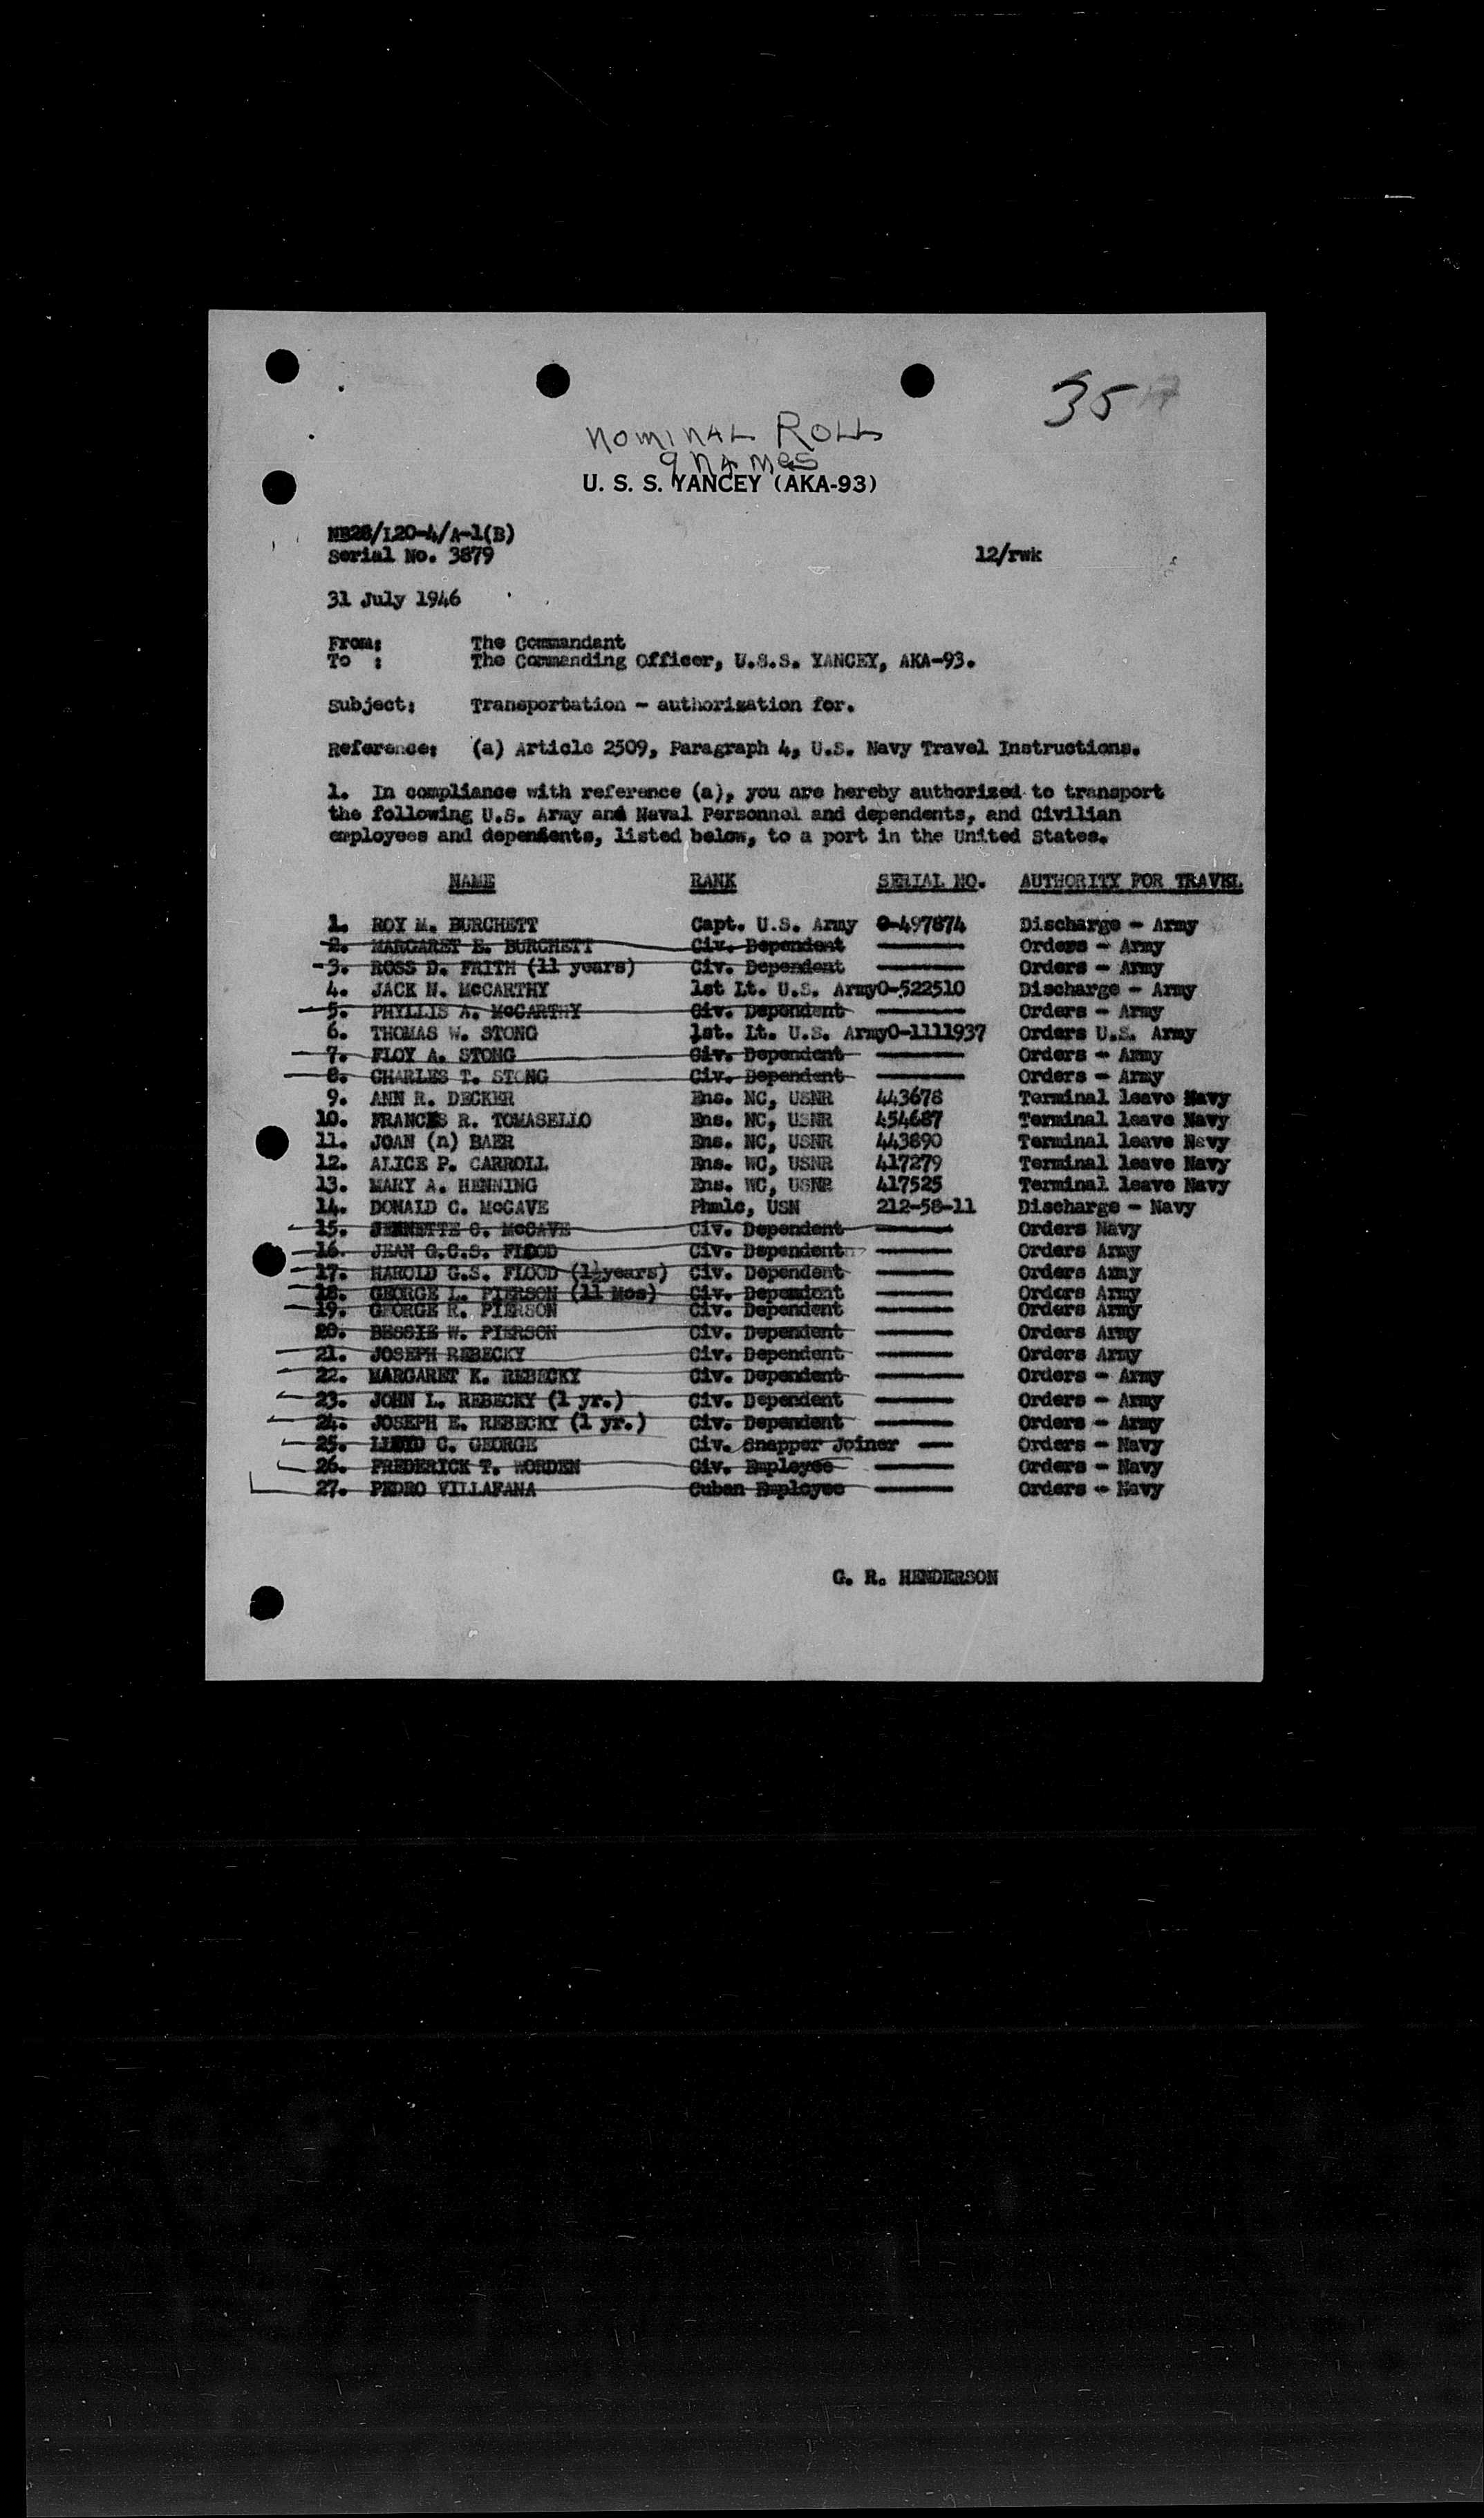 35
NOMINAL ROLL
9 NAMES
U. S. S. YANCEY (AKA-93)
NB28/L20-4/A-1(B)
Serial No. 3879 12/rwk
31 July 1946
From: The Commandant
To : The Commanding Officer, U.S.S. YANCEY, AKA-93.
Subject: Transportation - authorization for.
Reference: (a) Article 2509, Paragraph 4, U.S. Navy Travel Instructions.
1. In compliance with reference (a), you are hereby authorized to transport
the following U.S. Army and Naval Personnel and dependents, and Civilian
employees and dependents, listed below, to a port in the United States.
NAME RANK SERIAL NO. AUTHORITY FOR TRAVEL
1. ROY M. BURCHETT Capt. U.S. Army O-497874 Discharge - Army
2. MARGARET E. BURCHETT Civ. Dependent Orders - Army
3. ROSS D. FRITH (11 years) Civ. Dependent Orders - Army
4. JACK N. McCARTHY 1st Lt. U.S. ArmyO-522510 Discharge - Army
5. PHYLLIS A. McCARTHY Civ. Dependent Orders - Army
6. THOMAS W. STONG 1st. Lt. U.S. ArmyO-1111937 Orders U.S. Army
7. FLOY A. STONG Civ. Dependent Orders - Army
8. CHARLES T. STONG Civ. Dependent Orders - Army
9. ANN R. DECKER Ens. NC, USNR 443678 Terminal leave Navy
10. FRANCES R. TOMASELLO Ens. NC, USNR 454687 Terminal leave Navy
11. JOAN (n) BAER Ens. NC, USNR 443890 Terminal leave Navy
12. ALICE P. CARROLL Ens. WC, USNR 417279 Terminal leave Navy
13. MARY A. HENNING Ens. WC, USNR 417525 Terminal leave Navy
14. DONALD C. McCAVE Phm1c, USN 212-58-11 Discharge - Navy
15. JENNETTE C. McCAVE Civ. Dependent Orders Navy
16. JEAN G.C.S. FLOOD Civ. Dependent Orders Army
17. HAROLD G.S. FLOOD (1½years) Civ. Dependent Orders Army
18. GEORGE L. PIERSON (11 Mos) Civ. Dependent Orders Army
19. GEORGE R. PIERSON Civ. Dependent Orders Army
20. BESSIE W. PIERSON Civ. Dependent Orders Army
21. JOSEPH REBECKY Civ. Dependent Orders Army
22. MARGARET K. REBECKY Civ. Dependent Orders - Army
23. JOHN L. REBECKY (1 yr.) Civ. Dependent Orders - Army
24. JOSEPH E. REBECKY (1 yr.) Civ. Dependent Orders - Army
25. LLOYD C. GEORGE Civ. Snapper Joiner Orders - Navy
26. FREDERICK T. WORDEN Civ. Employee Orders - Navy
27. PEDRO VILLAFANA Cuban Employee Orders - Navy
G. R. HENDERSON